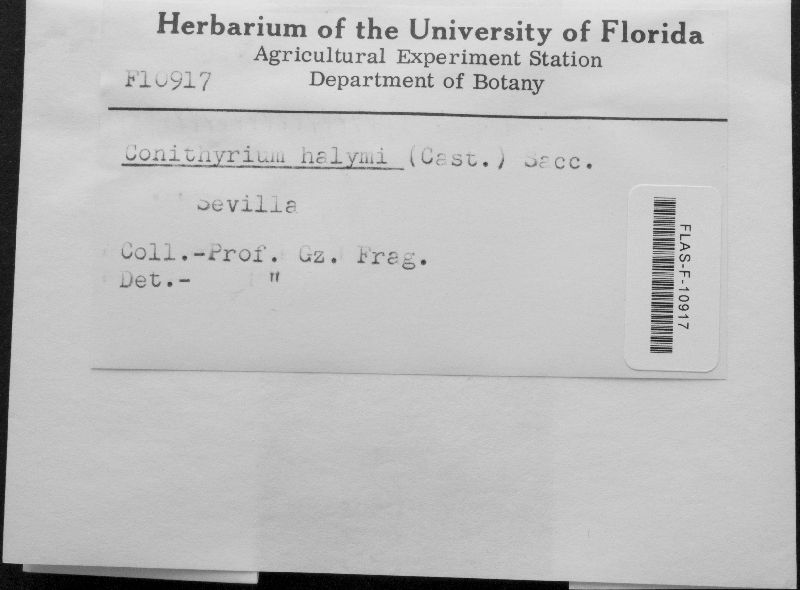 Herbarium of the University of Florida
Agricultural Experiment Station
F10917 Department of Botany
Conithyrium halymi (Cast.) Sacc.
Sevilla
Coll.-Prof. Gz. Frag.
Det.- "
FLAS-F-10917